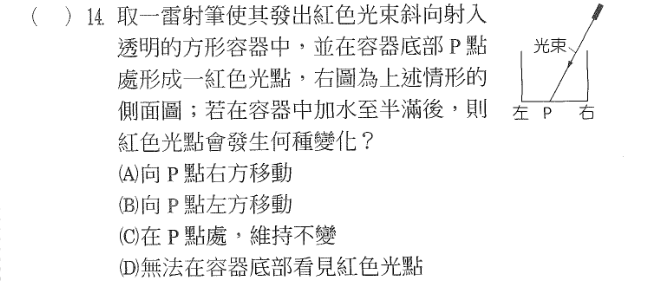 (　) 14. 取一雷射筆使其發出紅色光束斜向射入
透明的方形容器中，並在容器底部 P 點
處形成一紅色光點，右圖為上述情形的
側面圖；若在容器中加水至半滿後，則
紅色光點會發生何種變化？
(A)向 P 點右方移動
(B)向 P 點左方移動
(C)在 P 點處，維持不變
(D)無法在容器底部看見紅色光點
光束
左 P 右